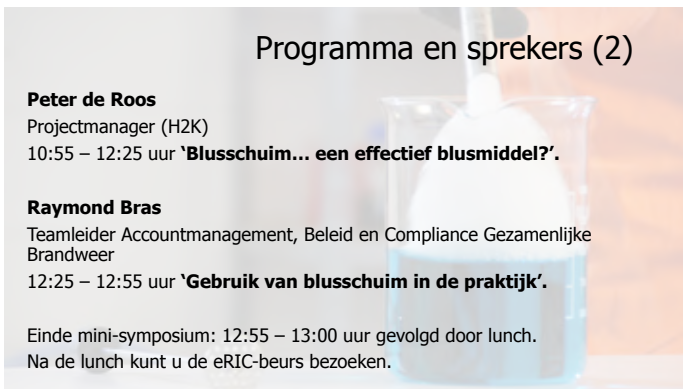 Programma en sprekers (2)
Peter de Roos
Projectmanager (H2K)
10:55 – 12:25 uur ‘Blusschuim… een effectief blusmiddel?’.
Raymond Bras
Teamleider Accountmanagement, Beleid en Compliance Gezamenlijke
Brandweer
12:25 – 12:55 uur ‘Gebruik van blusschuim in de praktijk’.
Einde mini-symposium: 12:55 – 13:00 uur gevolgd door lunch.
Na de lunch kunt u de eRIC-beurs bezoeken.